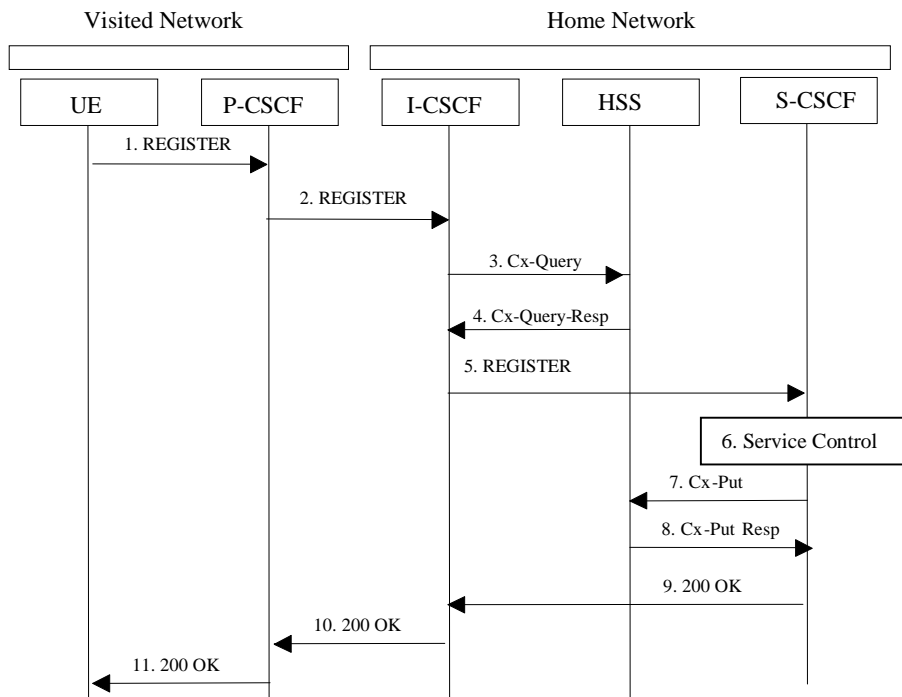 Visited Network
Home Network
UE
P-CSCF
I-CSCF
HSS
S-CSCF
1. REGISTER
2. REGISTER
3. Cx-Query
4. Cx-Query-Resp
5. REGISTER
6. Service Control
7. Cx-Put
8. Cx-Put Resp
9. 200 OK
10. 200 OK
11. 200 OK